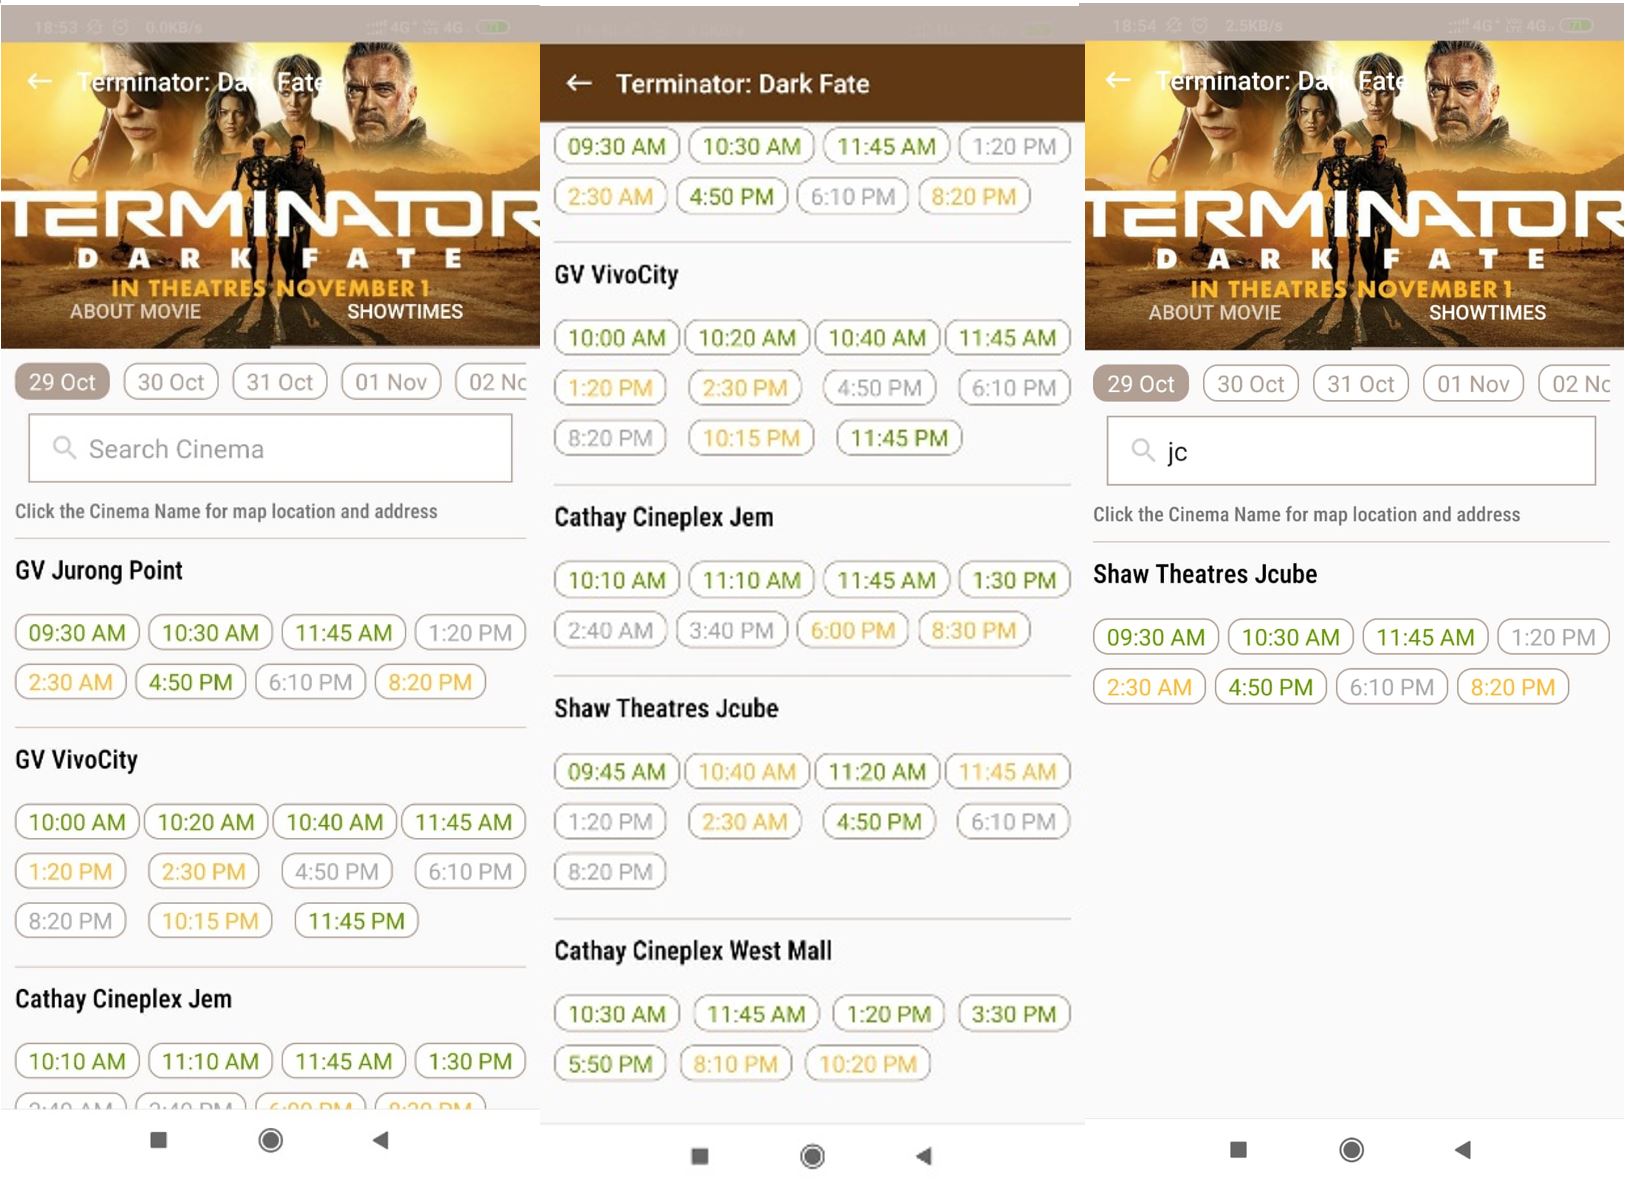 18:53 0.0KB/s 4G+ 4G 71
Terminator: Dark Fate
TERMINATOR
DARK FATE
IN THEATRES NOVEMBER 1
ABOUT MOVIE SHOWTIMES
29 Oct 30 Oct 31 Oct 01 Nov 02 No
Search Cinema
Click the Cinema Name for map location and address
GV Jurong Point
09:30 AM 10:30 AM 11:45 AM 1:20 PM
2:30 AM 4:50 PM 6:10 PM 8:20 PM
GV VivoCity
10:00 AM 10:20 AM 10:40 AM 11:45 AM
1:20 PM 2:30 PM 4:50 PM 6:10 PM
8:20 PM 10:15 PM 11:45 PM
Cathay Cineplex Jem
10:10 AM 11:10 AM 11:45 AM 1:30 PM
2:40 AM 3:40 PM 6:00 PM 8:30 PM
Terminator: Dark Fate
09:30 AM 10:30 AM 11:45 AM 1:20 PM
2:30 AM 4:50 PM 6:10 PM 8:20 PM
GV VivoCity
10:00 AM 10:20 AM 10:40 AM 11:45 AM
1:20 PM 2:30 PM 4:50 PM 6:10 PM
8:20 PM 10:15 PM 11:45 PM
Cathay Cineplex Jem
10:10 AM 11:10 AM 11:45 AM 1:30 PM
2:40 AM 3:40 PM 6:00 PM 8:30 PM
Shaw Theatres Jcube
09:45 AM 10:40 AM 11:20 AM 11:45 AM
1:20 PM 2:30 AM 4:50 PM 6:10 PM
8:20 PM
Cathay Cineplex West Mall
10:30 AM 11:45 AM 1:20 PM 3:30 PM
5:50 PM 8:10 PM 10:20 PM
18:54 2.5KB/s 4G+ 4G 71
Terminator: Dark Fate
TERMINATOR
DARK FATE
IN THEATRES NOVEMBER 1
ABOUT MOVIE SHOWTIMES
29 Oct 30 Oct 31 Oct 01 Nov 02 No
jc
Click the Cinema Name for map location and address
Shaw Theatres Jcube
09:30 AM 10:30 AM 11:45 AM 1:20 PM
2:30 AM 4:50 PM 6:10 PM 8:20 PM